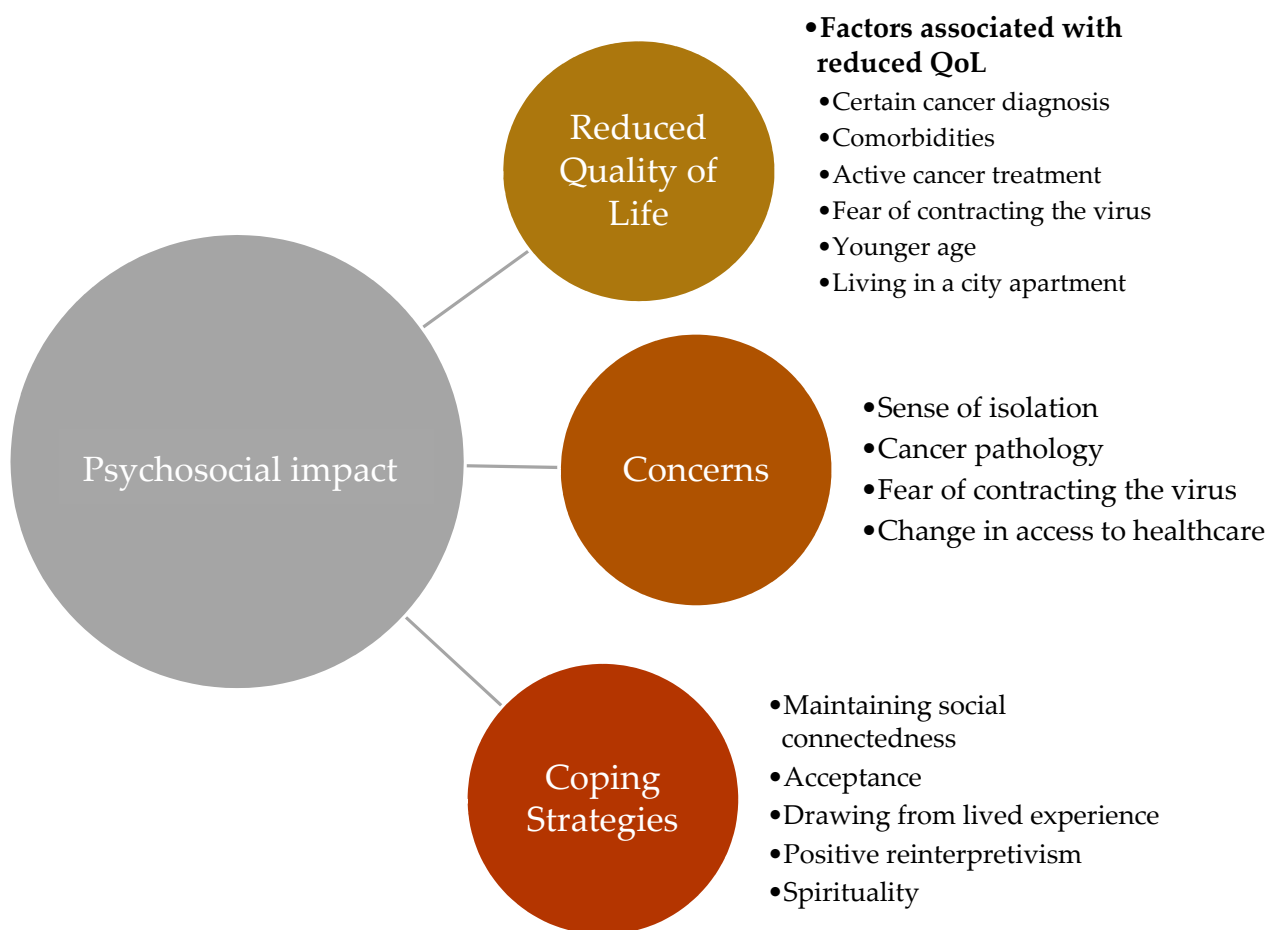 Psychosocial impact
Reduced
Quality of
Life
•Factors associated with
reduced QoL
•Certain cancer diagnosis
•Comorbidities
•Active cancer treatment
•Fear of contracting the virus
•Younger age
•Living in a city apartment
Concerns
•Sense of isolation
•Cancer pathology
•Fear of contracting the virus
•Change in access to healthcare
Coping
Strategies
•Maintaining social
connectedness
•Acceptance
•Drawing from lived experience
•Positive reinterpretivism
•Spirituality